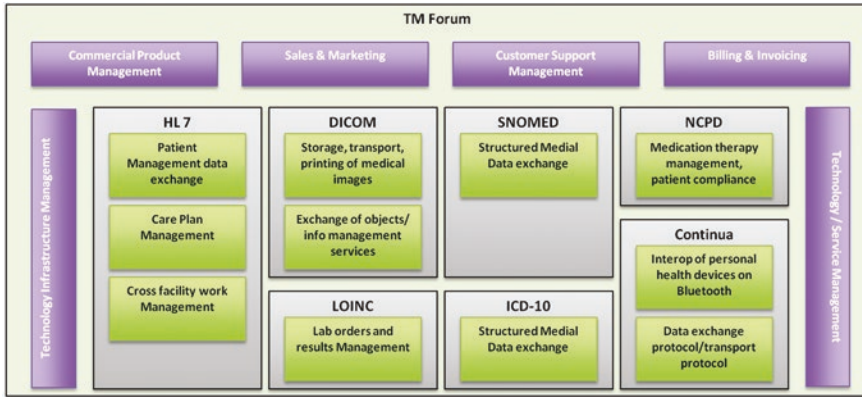 TM Forum
Commercial Product
Management
Sales & Marketing
Customer Support
Management
Billing & Invoicing
Technology Infrastructure Management
HL 7
Patient
Management data
exchange
Care Plan
Management
Cross facility work
Management
DICOM
Storage, transport,
printing of medical
images
Exchange of objects/
info management
services
SNOMED
Structured Medial
Data exchange
NCPD
Medication therapy
management,
patient compliance
LOINC
Lab orders and
results Management
ICD-10
Structured Medial
Data exchange
Continua
Interop of personal
health devices on
Bluetooth
Data exchange
protocol/transport
protocol
Technology / Service Management